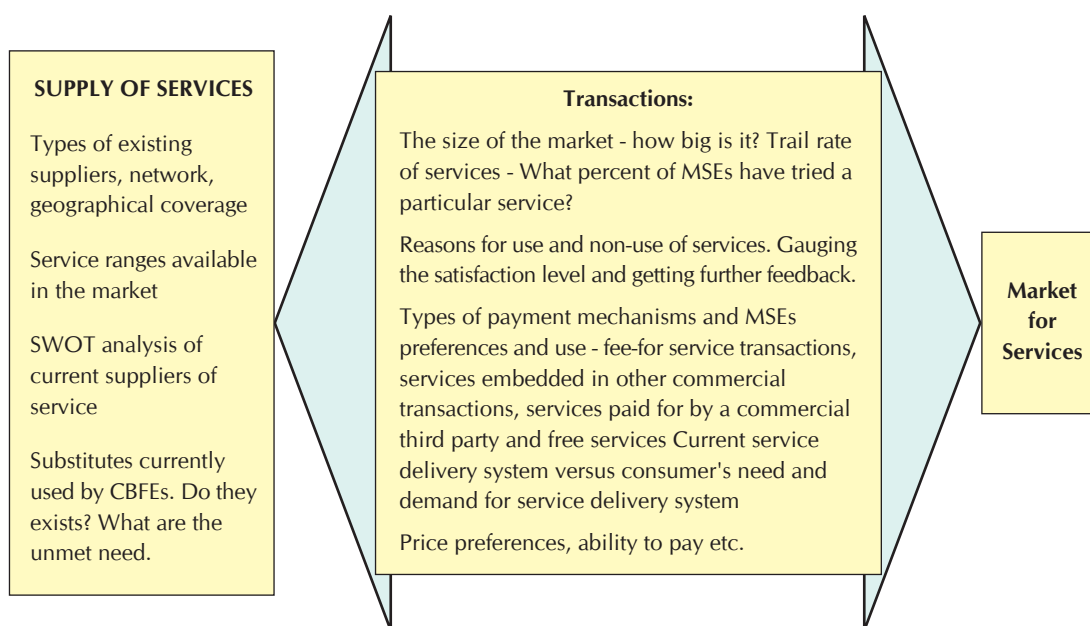 SUPPLY OF SERVICES
Types of existing
suppliers, network,
geographical coverage
Service ranges available
in the market
SWOT analysis of
current suppliers of
service
Substitutes currently
used by CBFEs. Do they
exists? What are the
unmet need.
Transactions:
The size of the market - how big is it? Trail rate
of services - What percent of MSEs have tried a
particular service?
Reasons for use and non-use of services. Gauging
the satisfaction level and getting further feedback.
Types of payment mechanisms and MSEs
preferences and use - fee-for service transactions,
services embedded in other commercial
transactions, services paid for by a commercial
third party and free services Current service
delivery system versus consumer's need and
demand for service delivery system
Price preferences, ability to pay etc.
Market
for
Services